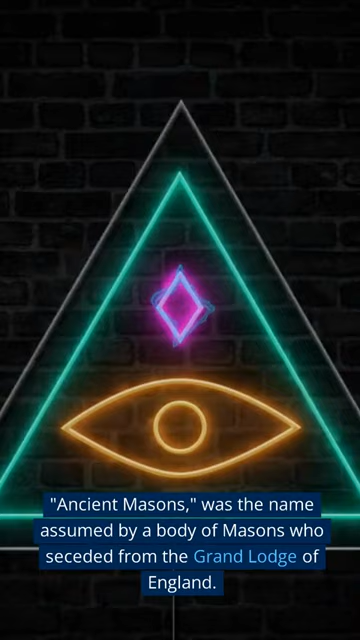 "Ancient Masons," was the name
assumed by a body of Masons who
seceded from the Grand Lodge of
England.